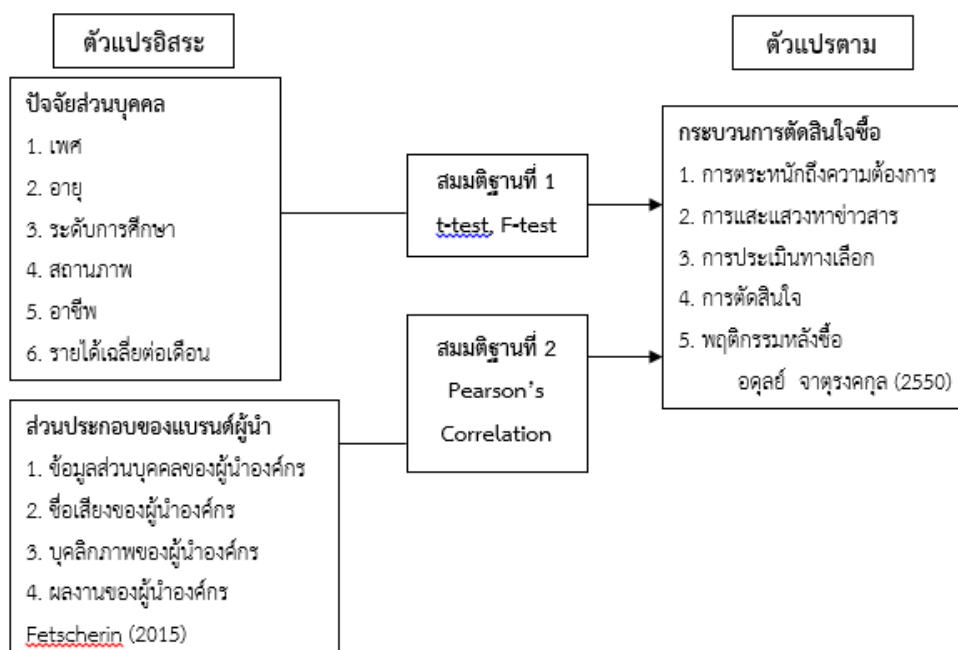 ตัวแปรอิสระ
ตัวแปรตาม
ปัจจัยส่วนบุคคล
1. เพศ
2. อายุ
3. ระดับการศึกษา
4. สถานภาพ
5. อาชีพ
6. รายได้เฉลี่ยต่อเดือน
สมมติฐานที่ 1
t-test, F-test
กระบวนการตัดสินใจซื้อ
1. การตระหนักถึงความต้องการ
2. การแสะแสวงหาข่าวสาร
3. การประเมินทางเลือก
4. การตัดสินใจ
5. พฤติกรรมหลังซื้อ
อดุลย์ จาตุรงคกุล (2550)
สมมติฐานที่ 2
Pearson’s
Correlation
ส่วนประกอบของแบรนด์ผู้นำ
1. ข้อมูลส่วนบุคคลของผู้นำองค์กร
2. ชื่อเสียงของผู้นำองค์กร
3. บุคลิกภาพของผู้นำองค์กร
4. ผลงานของผู้นำองค์กร
Fetscherin (2015)